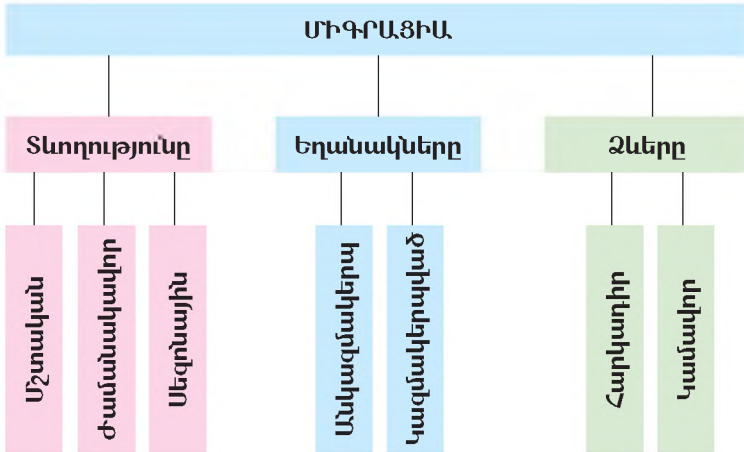 ՄԻԳՐԱՑԻԱ
Տևողությունը
Եղանակները
Ձևերը
Մշտական
Ժամանակավոր
Սեզոնային
Անկազմակերպ
Կազմակերպված
Հարկադիր
Կամավոր